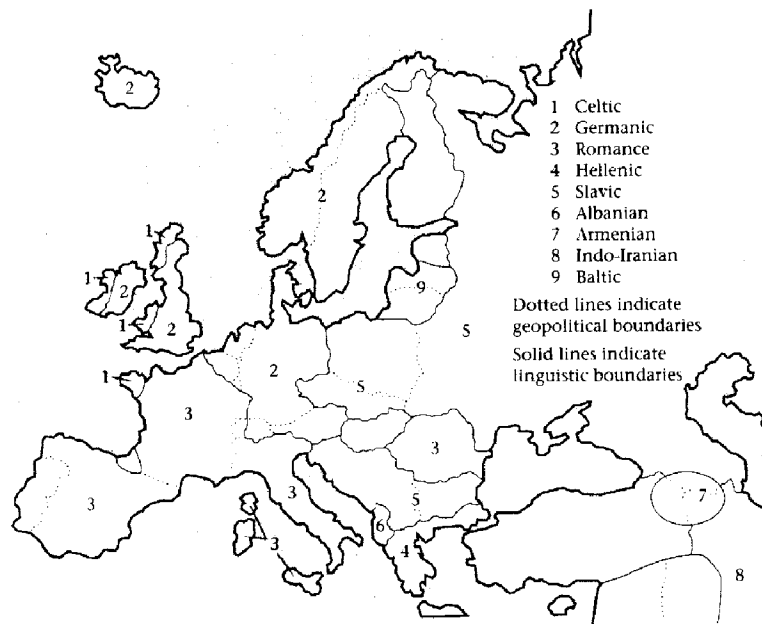 2
1 Celtic
2 Germanic
3 Romance
4 Hellenic
5 Slavic
6 Albanian
7 Armenian
8 Indo-Iranian
9 Baltic
Dotted lines indicate
geopolitical boundaries
Solid lines indicate
linguistic boundaries
2
1
1
2
1
2
9
5
1
2
5
3
3
3
3
5
3
6
4
7
8